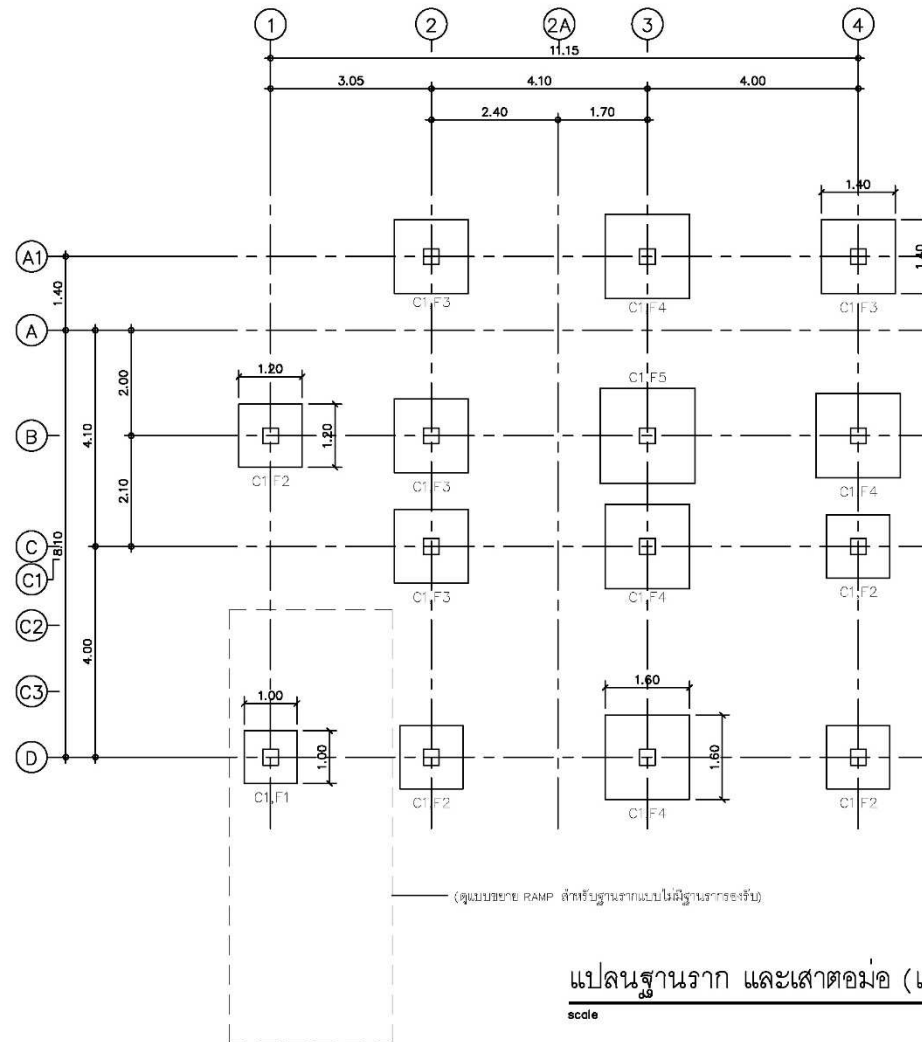 1 2 2A 3 4
11.15
3.05 4.10 4.00
2.40 1.70
1.40
A1
1.40
1.40
C1,F3 C1,F4 C1,F3
A
C1,F5
1.20
2.00
4.10
B
1.20
C1,F2 C1,F3 C1,F4
2.10
C
8.10
C1
C1,F3 C1,F4 C1,F2
C2
4.00
C3
1.00 1.60
D
1.00 1.60
C1,F1 C1,F2 C1,F4 C1,F2
(ดูแบบขยาย RAMP สำหรับฐานรากแบบไม่มีฐานรากรองรับ)
แปลนฐานราก และเสาตอม่อ
scale